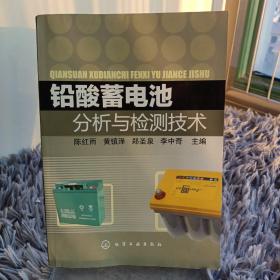 QIANSUAN XUDIANCHI FENXI YU JIANCE JISHU
铅酸蓄电池
分析与检测技术
陈红雨 黄镇泽 郑圣泉 李中奇 主编
化学工业出版社